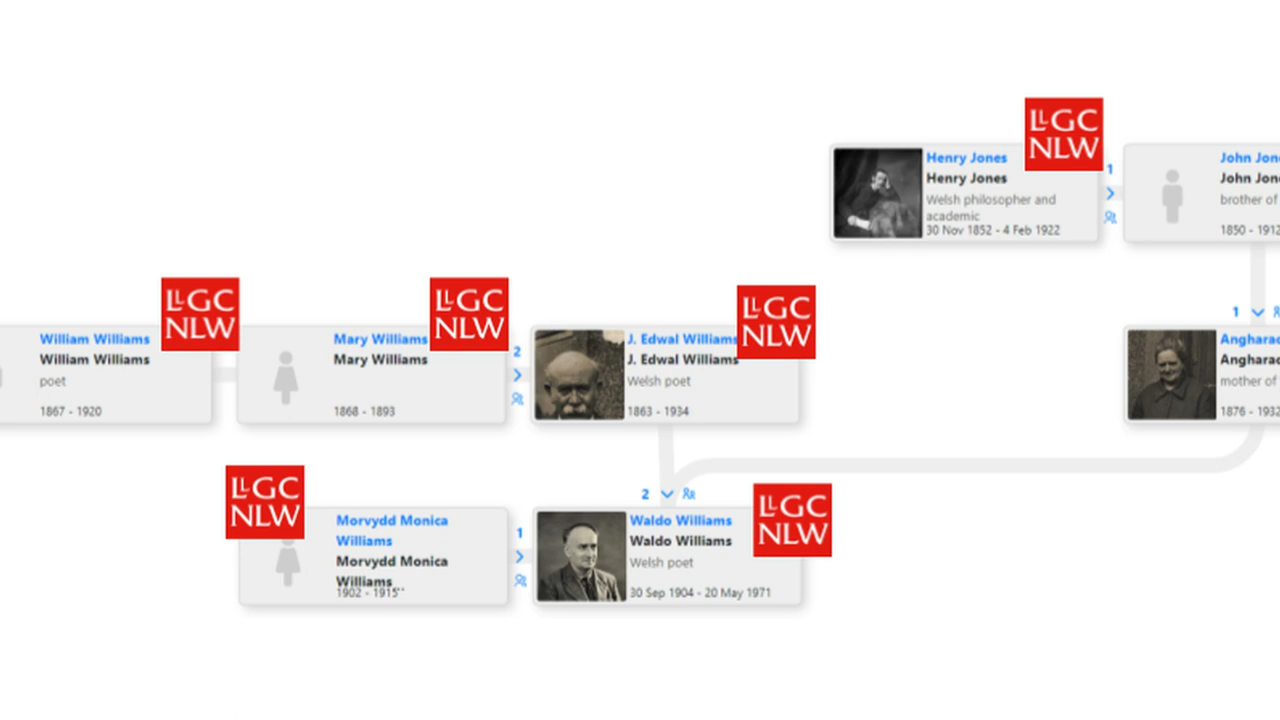 LLGC
NLW
Henry Jones
Henry Jones
Welsh philosopher and
academic
30 Nov 1852 - 4 Feb 1922
1
John
John
brother of
1850 - 1912
LLGC
NLW
William Williams
William Williams
poet
1867 - 1920
LLGC
NLW
Mary Williams
Mary Williams
1868 - 1893
2
LLGC
NLW
J. Edwal Williams
J. Edwal Williams
Welsh poet
1863 - 1934
1
mother of
1876 - 1932
LLGC
NLW
Morvydd Monica
Williams
Morvydd Monica
Williams
1902 - 1915
1
2
LLGC
NLW
Waldo Williams
Waldo Williams
Welsh poet
30 Sep 1904 - 20 May 1971